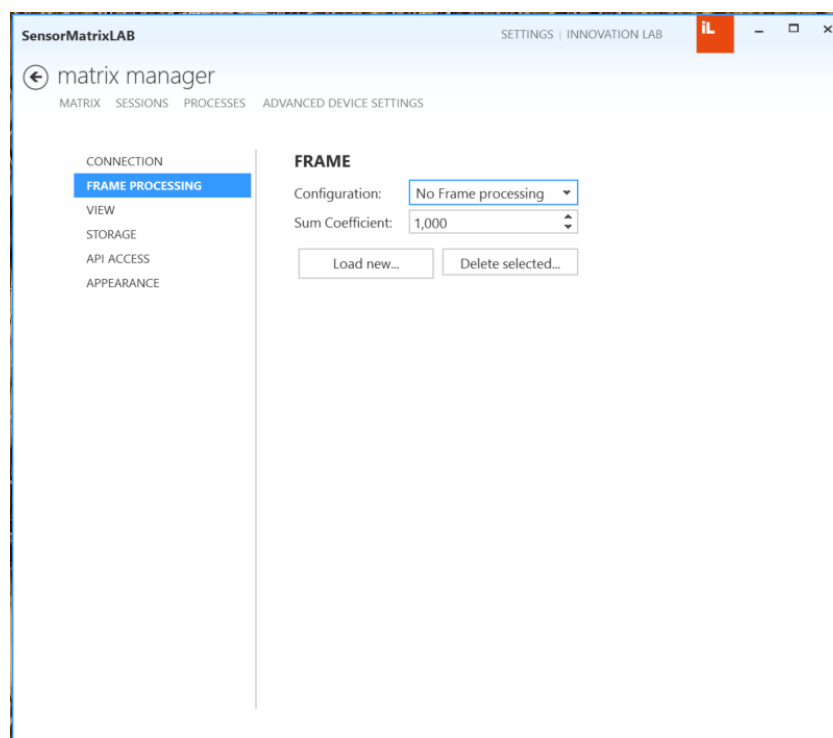 SensorMatrixLAB
SETTINGS | INNOVATION LAB
iL
matrix manager
MATRIX SESSIONS PROCESSES ADVANCED DEVICE SETTINGS
CONNECTION
FRAME PROCESSING
VIEW
STORAGE
API ACCESS
APPEARANCE
FRAME
Configuration: No Frame processing
Sum Coefficient: 1,000
Load new... Delete selected...